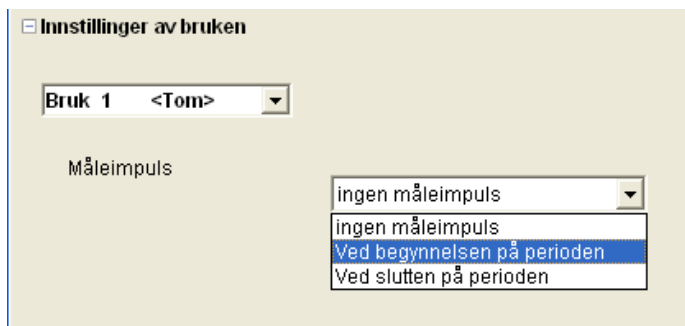 Innstillinger av bruken
Bruk 1 <Tom>
Måleimpuls
ingen måleimpuls
ingen måleimpuls
Ved begynnelsen på perioden
Ved slutten på perioden